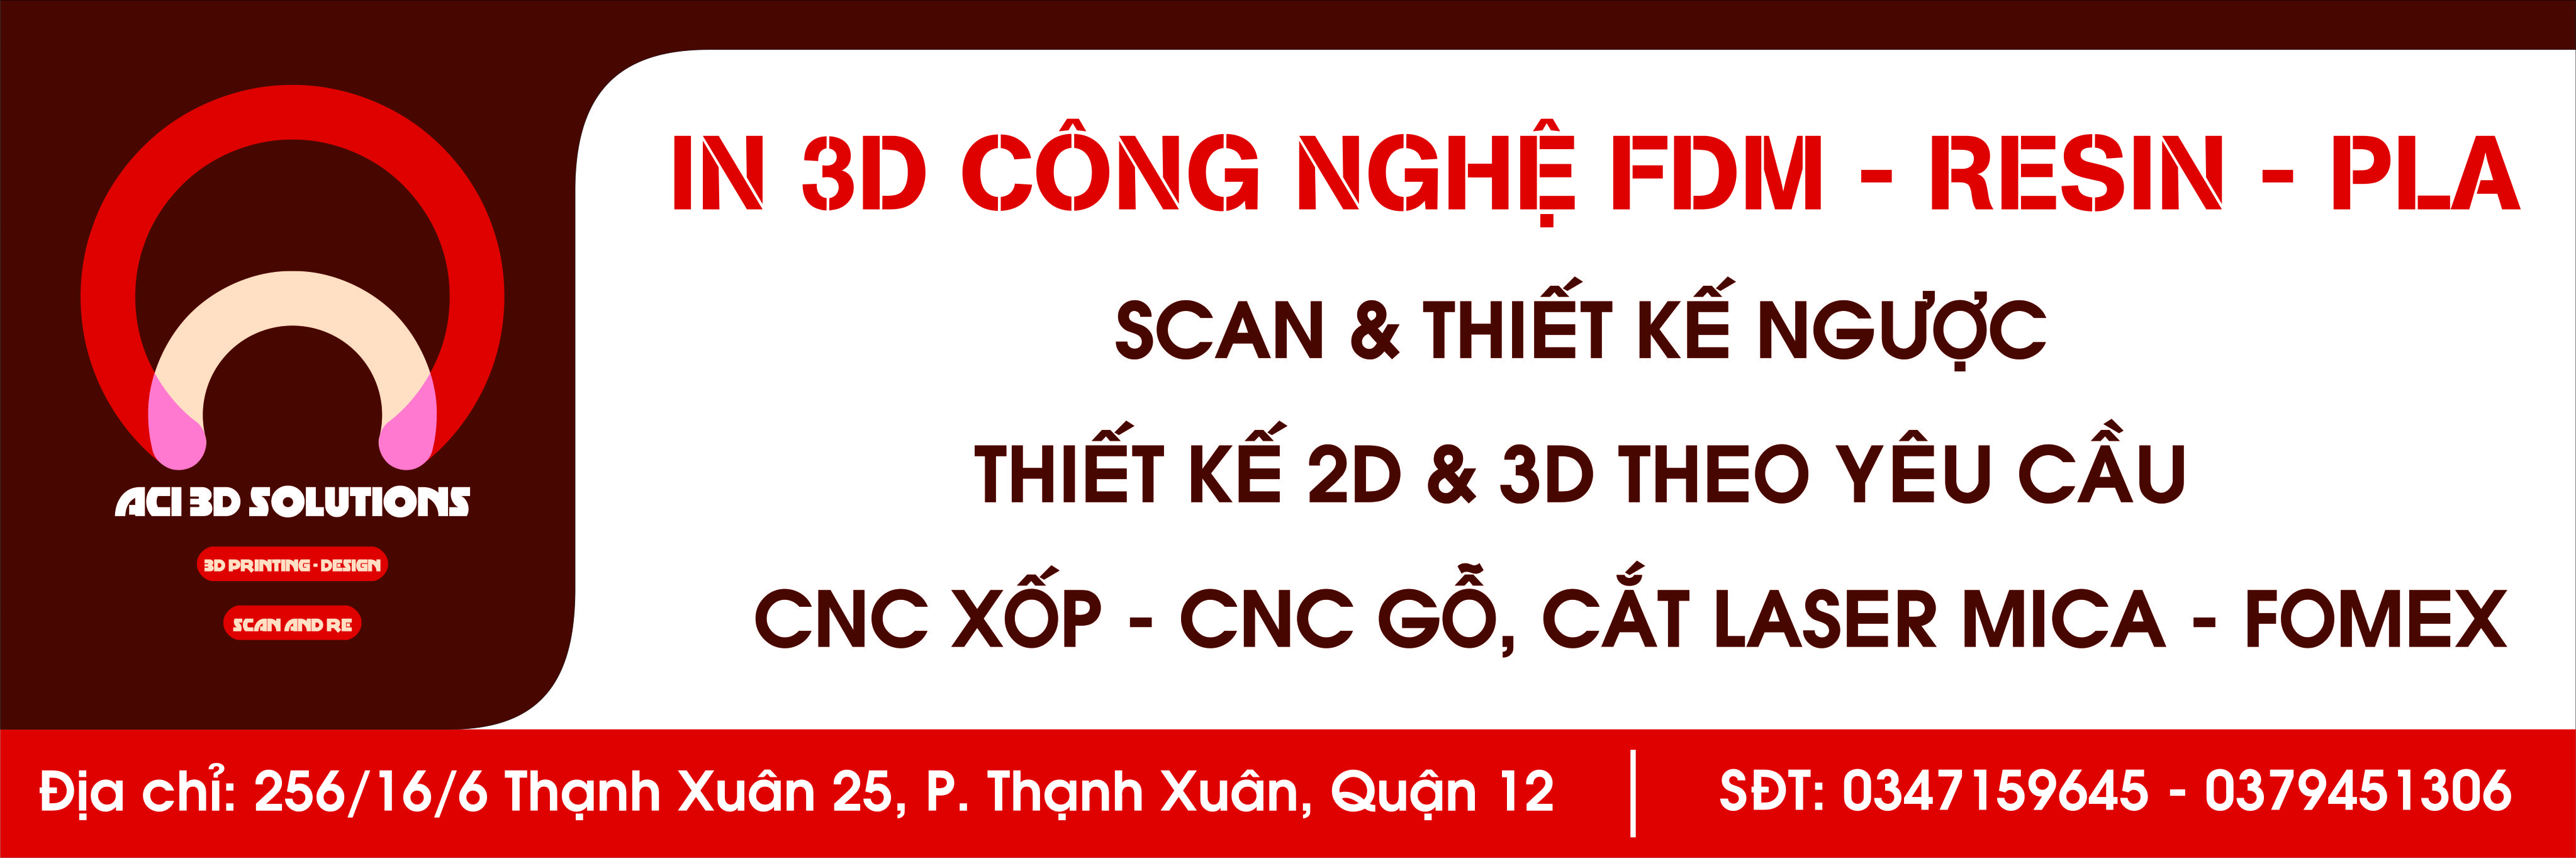 IN 3D CÔNG NGHỆ FDM - RESIN - PLA
SCAN & THIẾT KẾ NGƯỢC
THIẾT KẾ 2D & 3D THEO YÊU CẦU
CNC XỐP - CNC GỖ, CẮT LASER MICA - FOMEX
ACI 3D SOLUTIONS
3D PRINTING - DESIGN
SCAN AND RE
Địa chỉ: 256/16/6 Thạnh Xuân 25, P. Thạnh Xuân, Quận 12
SĐT: 0347159645 - 0379451306